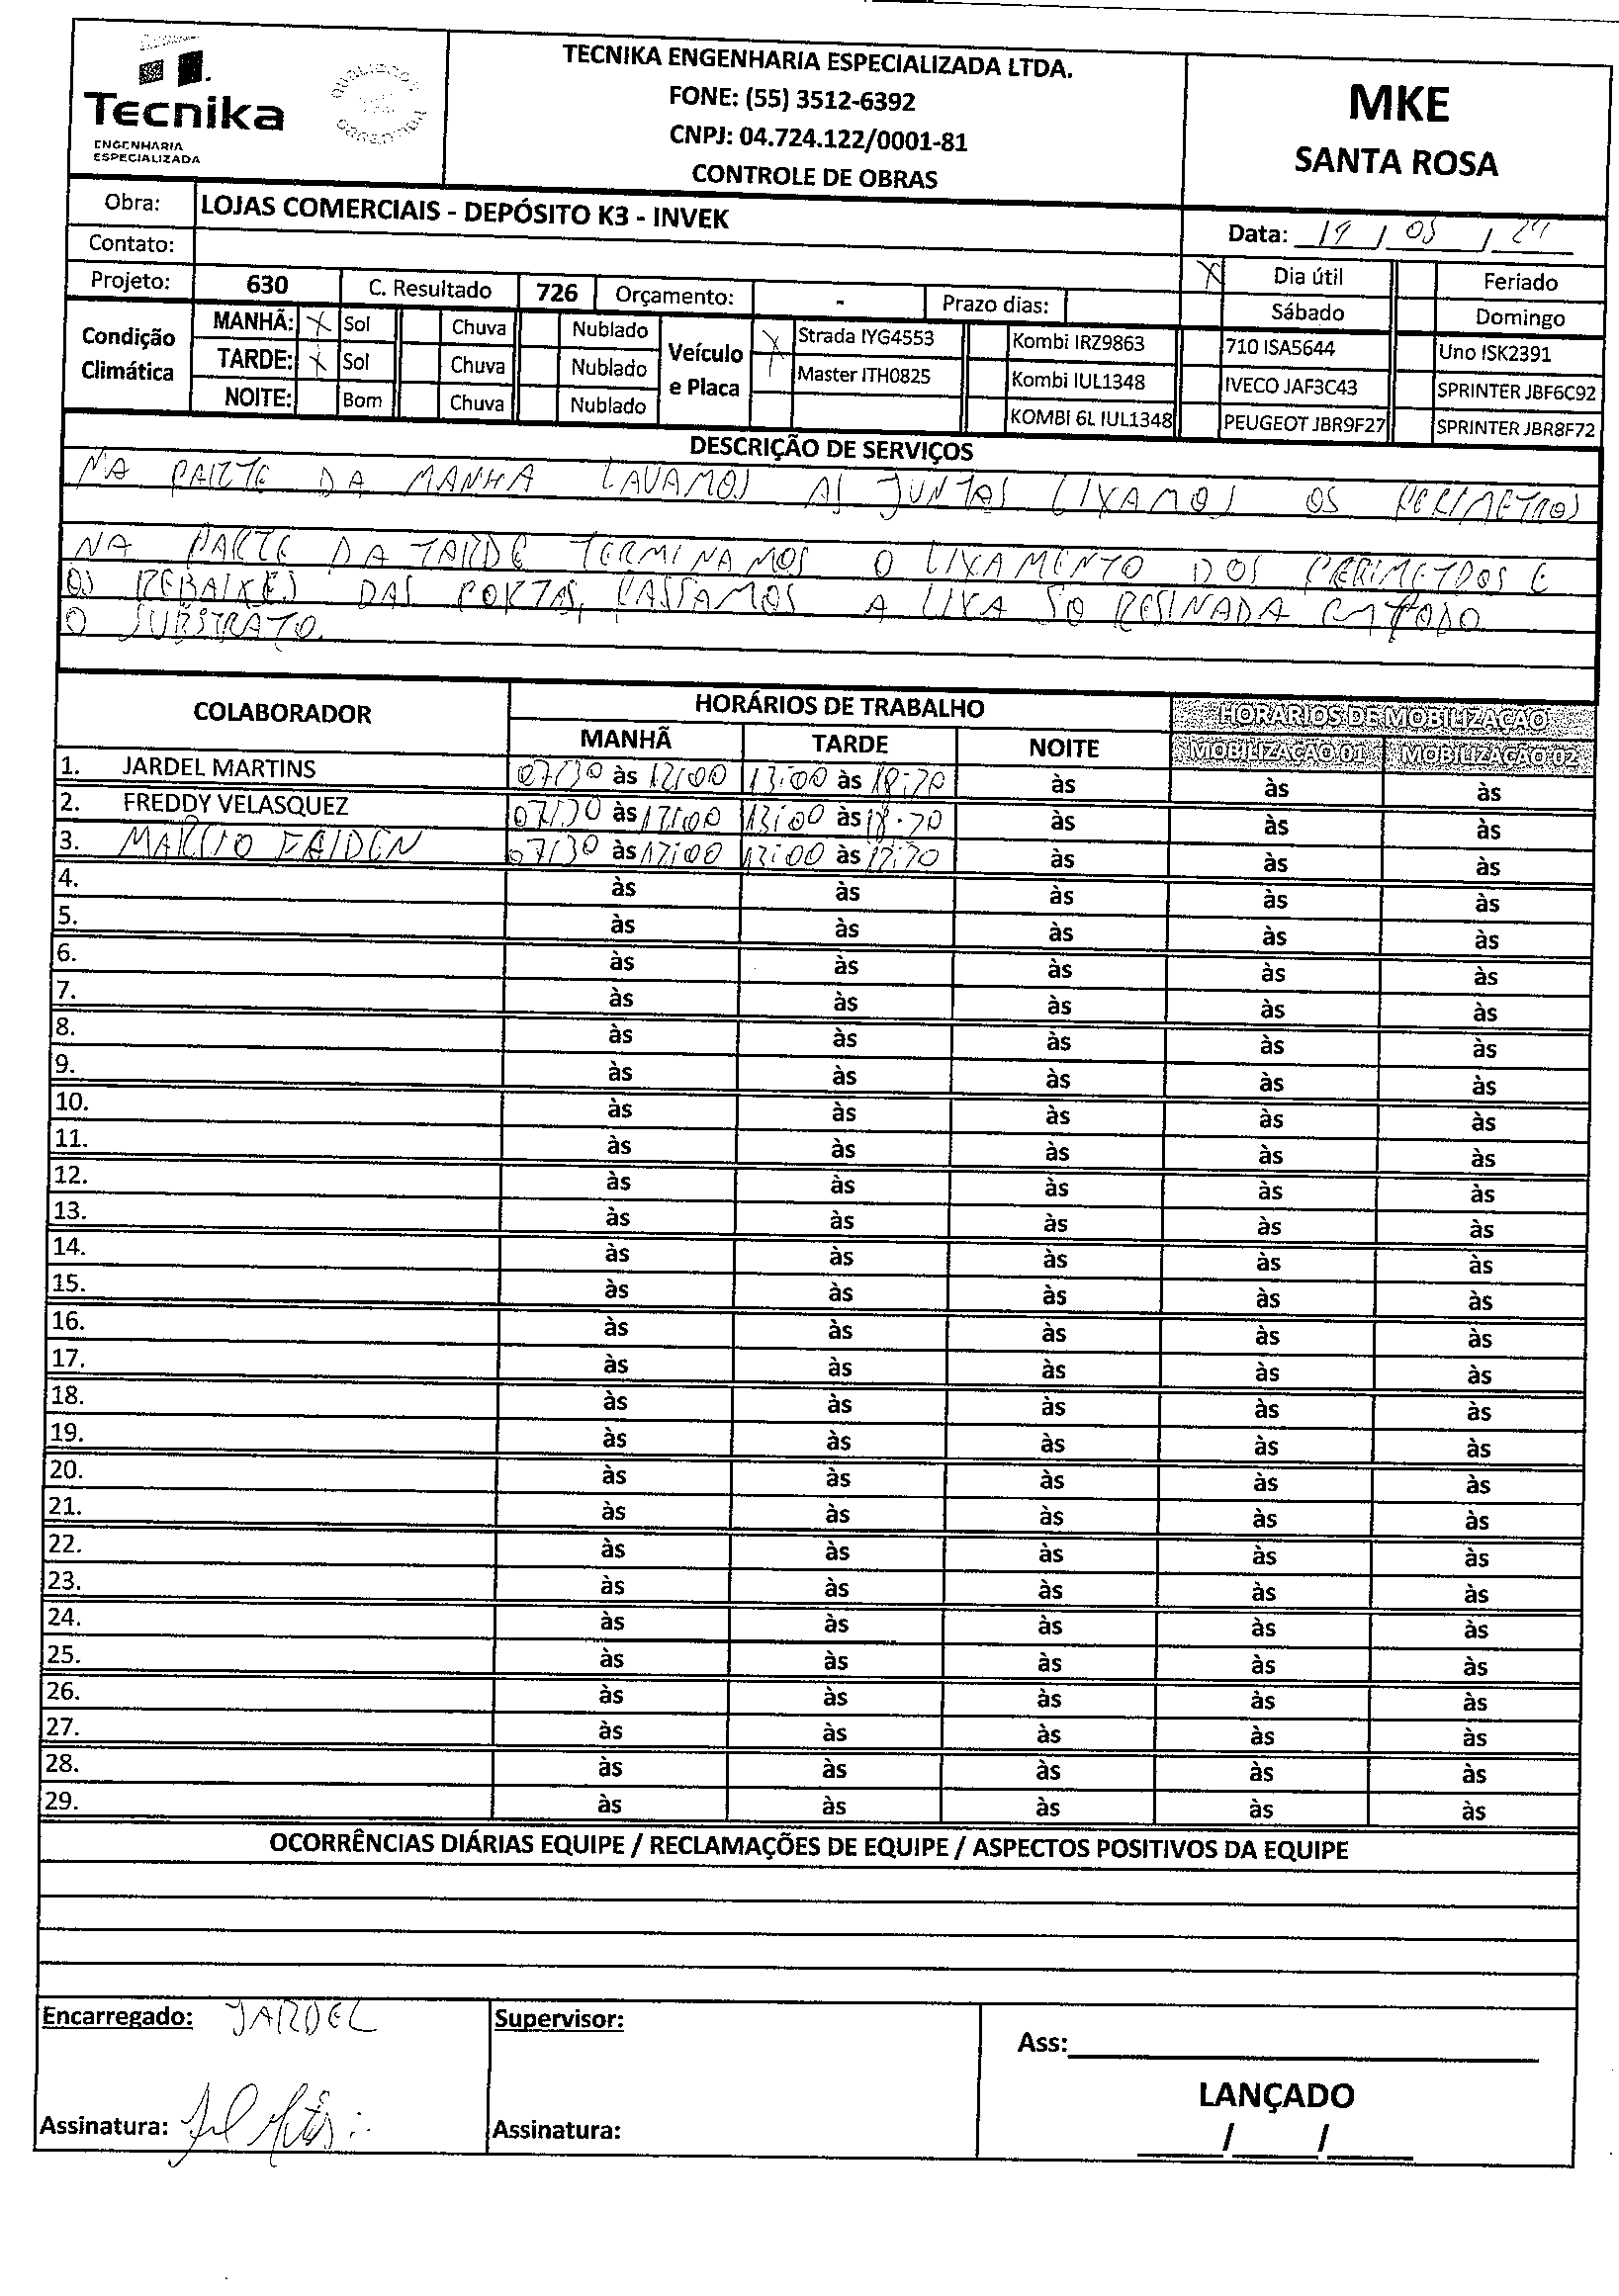 Tecnika
ENGENHARIA
ESPECIALIZADA
TECNIKA ENGENHARIA ESPECIALIZADA LTDA.
FONE: (55) 3512-6392
CNPJ: 04.724.122/0001-81
CONTROLE DE OBRAS
MKE
SANTA ROSA
Obra: LOJAS COMERCIAIS - DEPÓSITO K3 - INVEK
Contato:
Data: 19 / 05 / 24
Projeto: 630 C. Resultado 726 Orçamento: - Prazo dias:
X Dia útil Feriado
Sábado Domingo
Condição Climática
MANHÃ: X Sol Chuva Nublado
TARDE: X Sol Chuva Nublado
NOITE: Bom Chuva Nublado
Veículo e Placa
X Strada IYG4553 Kombi IRZ9863 710 ISA5644 Uno ISK2391
X Master ITH0825 Kombi IUL1348 IVECO JAF3C43 SPRINTER JBF6C92
KOMBI 6L IUL1348 PEUGEOT JBR9F27 SPRINTER JBR8F72
DESCRIÇÃO DE SERVIÇOS
NA PARTE DA MANHA LAVAMOS AS JUNTAS LIXAMOS OS PERIMETROS
NA PARTE DA TARDE TERMINAMOS O LIXAMENTO DOS PERIMETROS E
OS REBAIXES DAS PORTAS, PASSAMOS A LIXA 50 RESINADA EM TODO
O SUBSTRATO.
COLABORADOR HORÁRIOS DE TRABALHO HORÁRIOS DE MOBILIZAÇÃO
MANHÃ TARDE NOITE MOBILIZAÇÃO 01 MOBILIZAÇÃO 02
1. JARDEL MARTINS 07:30 às 12:00 13:00 às 18:20 às às às
2. FREDDY VELASQUEZ 07:30 às 12:00 13:00 às 18:20 às às às
3. MARCIO 07:30 às 12:00 13:00 às às às às
4. às às às às às
5. às às às às às
6. às às às às às
7. às às às às às
8. às às às às às
9. às às às às às
10. às às às às às
11. às às às às às
12. às às às às às
13. às às às às às
14. às às às às às
15. às às às às às
16. às às às às às
17. às às às às às
18. às às às às às
19. às às às às às
20. às às às às às
21. às às às às às
22. às às às às às
23. às às às às às
24. às às às às às
25. às às às às às
26. às às às às às
27. às às às às às
28. às às às às às
29. às às às às às
OCORRÊNCIAS DIÁRIAS EQUIPE / RECLAMAÇÕES DE EQUIPE / ASPECTOS POSITIVOS DA EQUIPE
Encarregado: JARDEL
Supervisor:
Ass:
LANÇADO
Assinatura:
Assinatura:
/ /